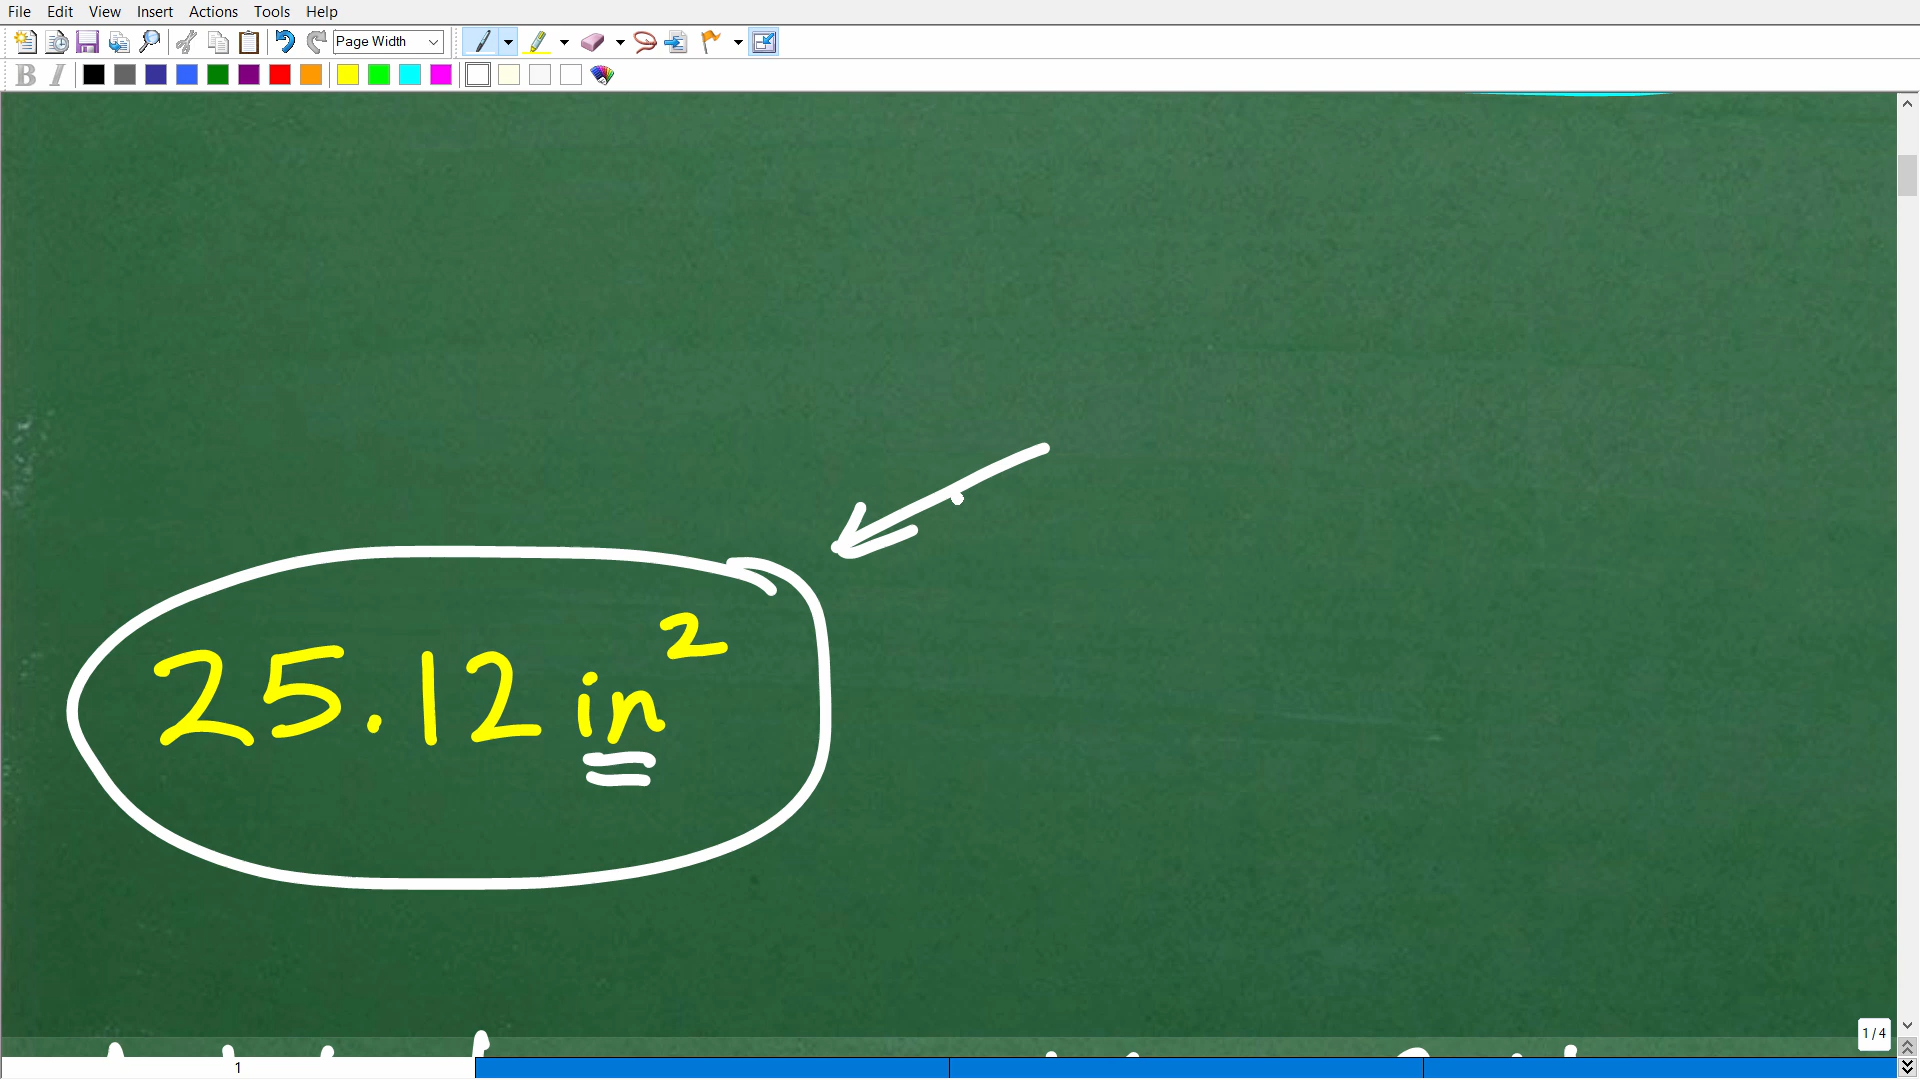 File Edit View Insert Actions Tools Help
Page Width
B I
25.12 in²
1 / 4
1